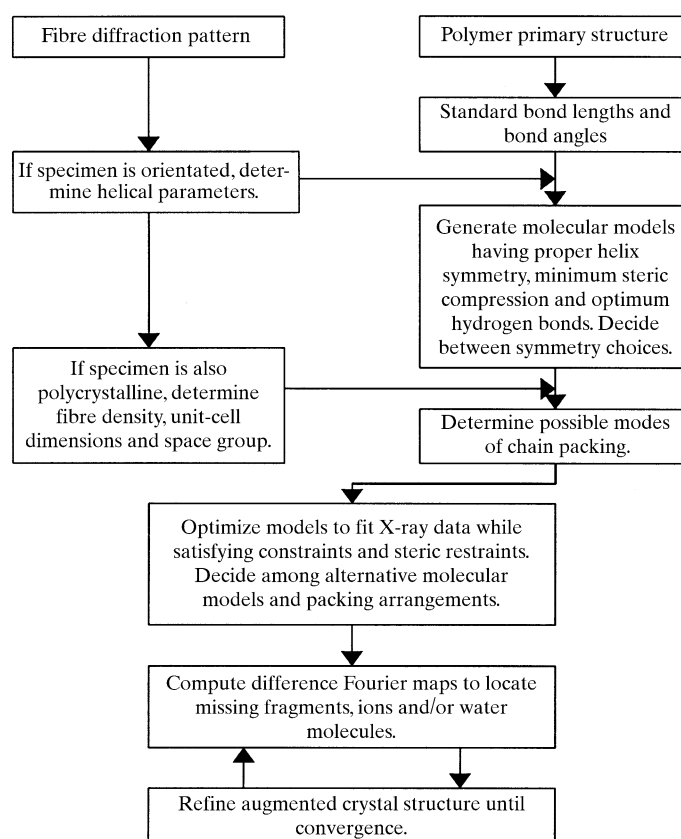 Fibre diffraction pattern
Polymer primary structure
Standard bond lengths and
bond angles
If specimen is orientated, deter-
mine helical parameters.
Generate molecular models
having proper helix
symmetry, minimum steric
compression and optimum
hydrogen bonds. Decide
between symmetry choices.
If specimen is also
polycrystalline, determine
fibre density, unit-cell
dimensions and space group.
Determine possible modes
of chain packing.
Optimize models to fit X-ray data while
satisfying constraints and steric restraints.
Decide among alternative molecular
models and packing arrangements.
Compute difference Fourier maps to locate
missing fragments, ions and/or water
molecules.
Refine augmented crystal structure until
convergence.